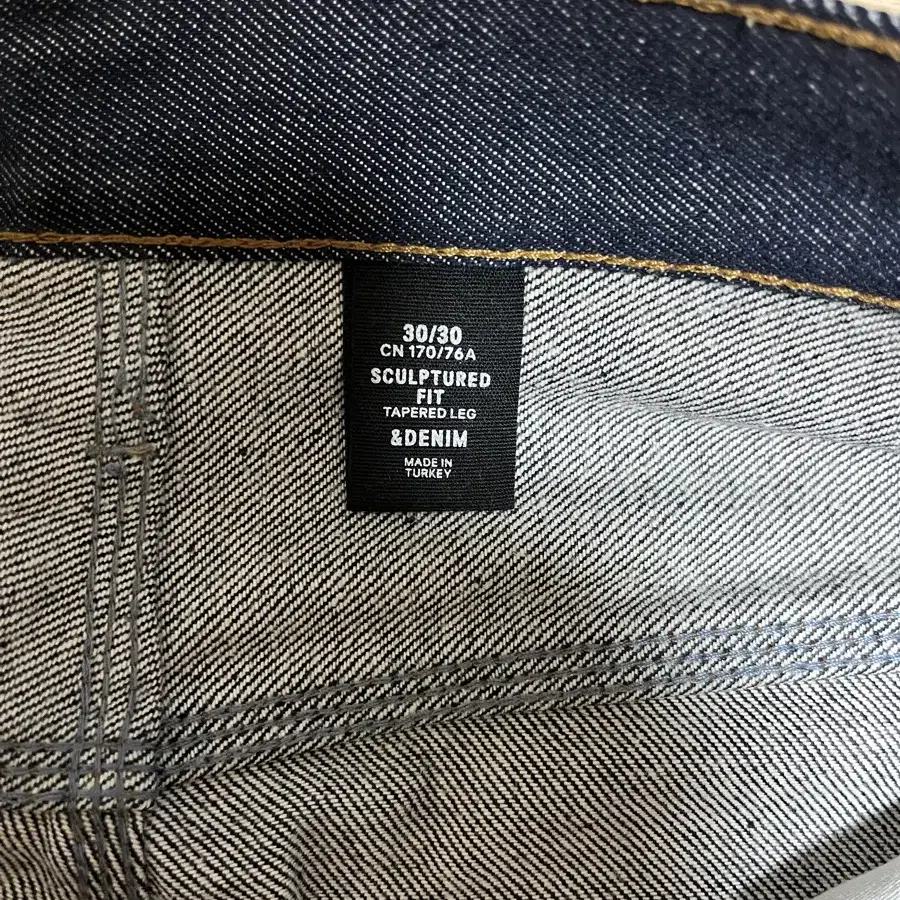 30/30
CN 170/76A
SCULPTURED
FIT
TAPERED LEG
&DENIM
MADE IN
TURKEY